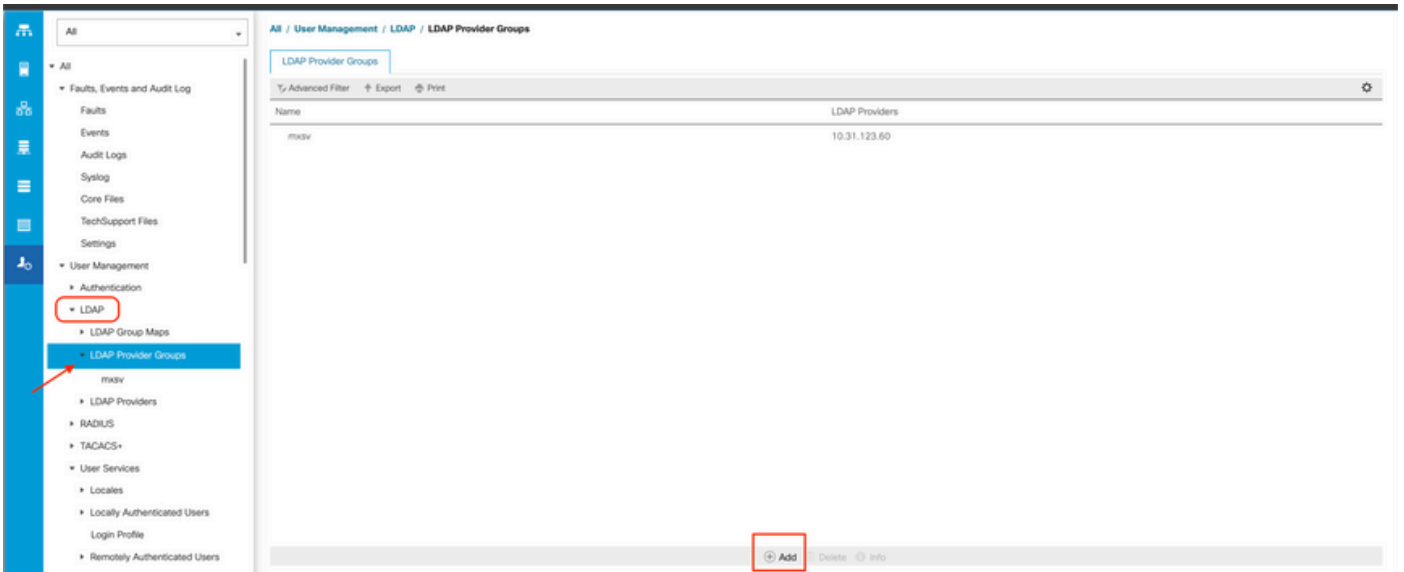 All
All / User Management / LDAP / LDAP Provider Groups
All
Faults, Events and Audit Log
Faults
Events
Audit Logs
Syslog
Core Files
TechSupport Files
Settings
User Management
Authentication
LDAP
LDAP Group Maps
LDAP Provider Groups
mxsv
LDAP Providers
RADIUS
TACACS+
User Services
Locales
Locally Authenticated Users
Login Profile
Remotely Authenticated Users
LDAP Provider Groups
Advanced Filter Export Print
Name LDAP Providers
mxsv 10.31.123.60
Add Delete Info